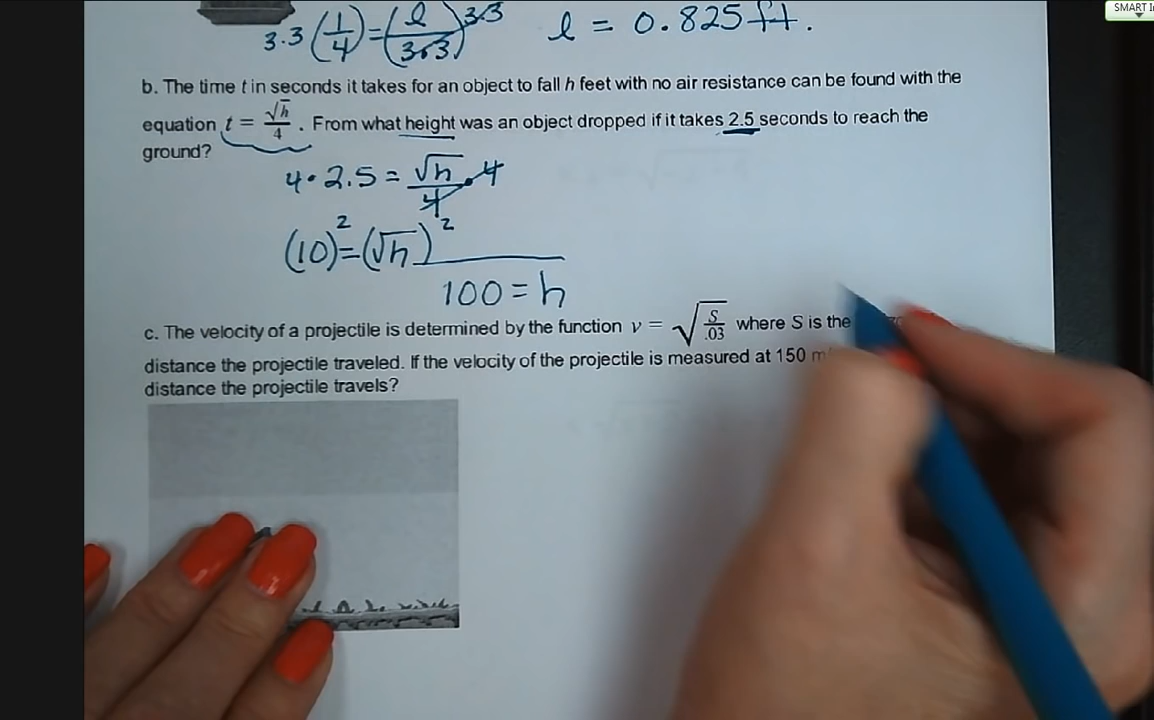 SMART
3.3(1/4)=(l/3.3)3.3 l = 0.825 ft.
b. The time t in seconds it takes for an object to fall h feet with no air resistance can be found with the
equation t = √h/4 . From what height was an object dropped if it takes 2.5 seconds to reach the
ground?
4•2.5 = √h/4 •4
(10)²=(√h)²
100 = h
c. The velocity of a projectile is determined by the function v = √(S/.03) where S is the
distance the projectile traveled. If the velocity of the projectile is measured at 150
distance the projectile travels?